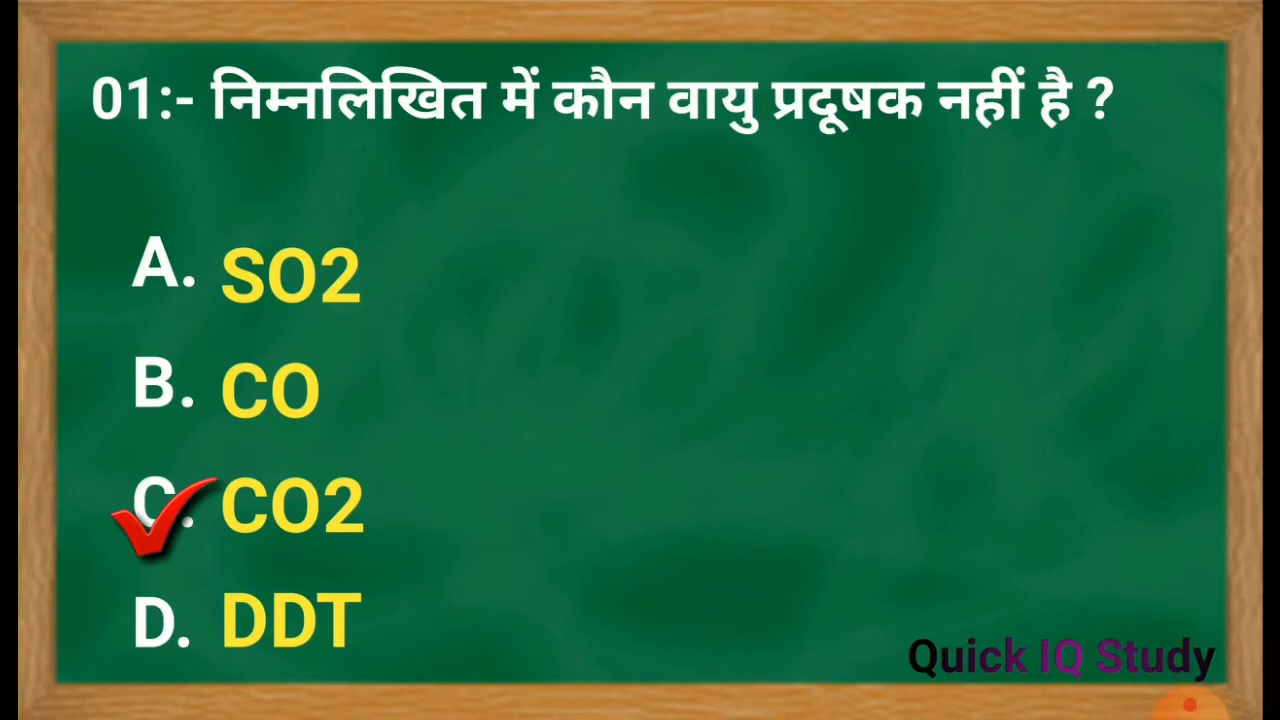 01:- निम्नलिखित में कौन वायु प्रदूषक नहीं है ?
A. SO2
B. CO
C. CO2
D. DDT
Quick IQ Study